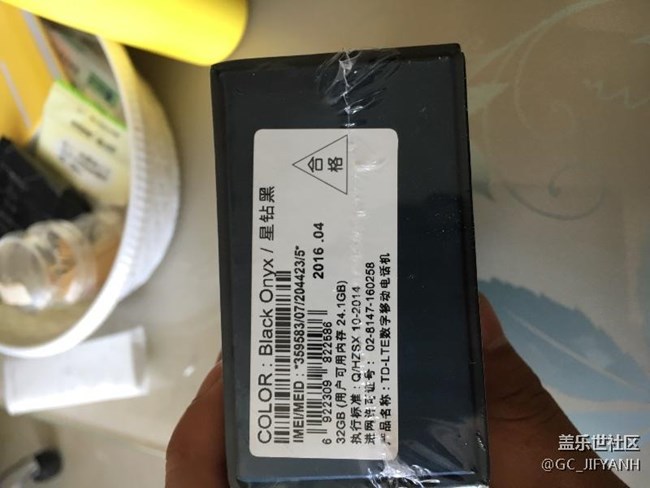 COLOR : Black Onyx / 星钻黑
IMEI/MEID : *359583/07/204423/5*
2016 .04
6 922309 822586
32GB (用户可用内存 24.1GB)
执行标准 : Q/HZSX 10-2014
进网许可证号 : 02-8147-160258
产品名称 : TD-LTE数字移动电话机
合格
盖乐世社区
@GC_JIFYANH